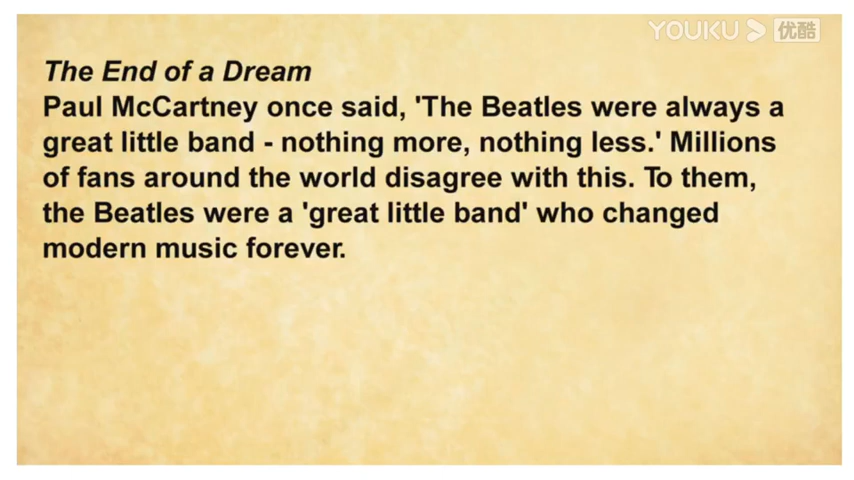 YOUKU 优酷
The End of a Dream
Paul McCartney once said, 'The Beatles were always a
great little band - nothing more, nothing less.' Millions
of fans around the world disagree with this. To them,
the Beatles were a 'great little band' who changed
modern music forever.